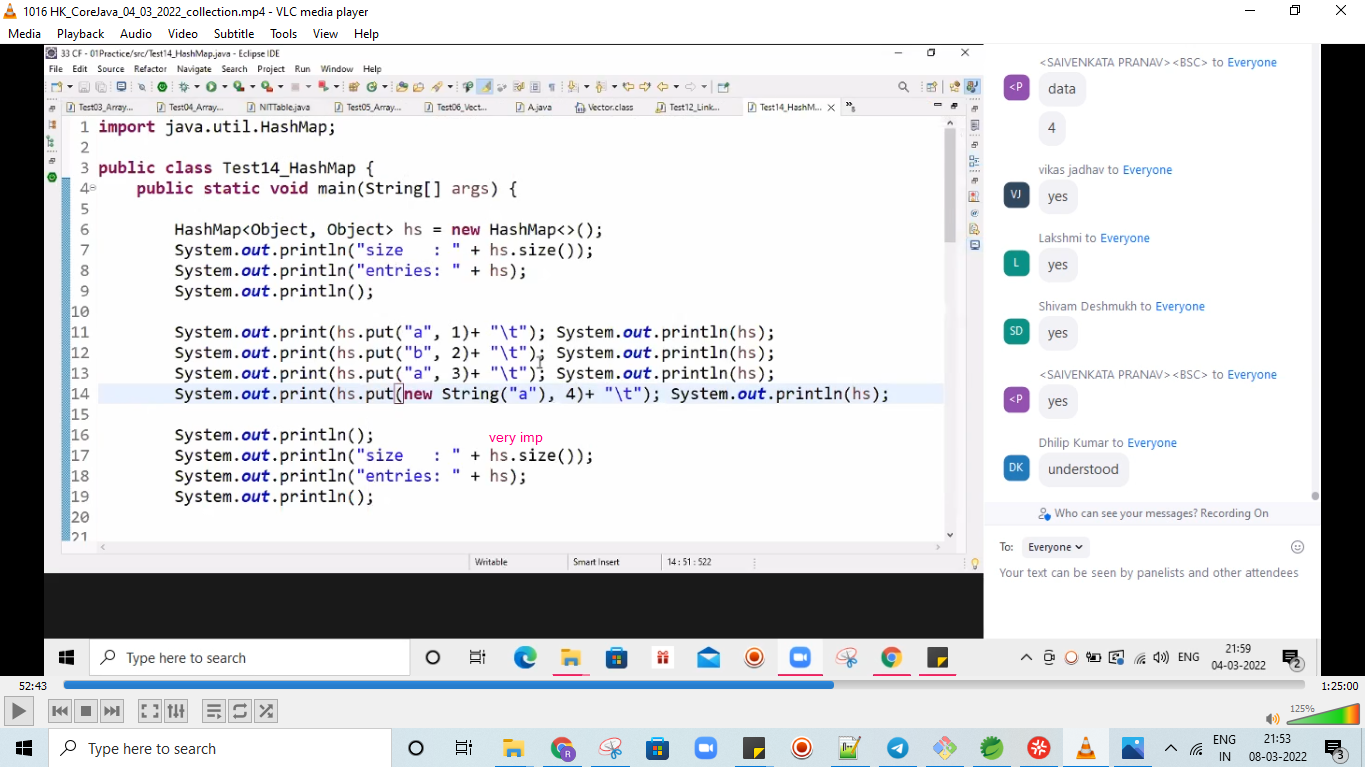 1016 HK_CoreJava_04_03_2022_collection.mp4 - VLC media player
Media Playback Audio Video Subtitle Tools View Help
33 CF - 01Practice/src/Test14_HashMap.java - Eclipse IDE
File Edit Source Refactor Navigate Search Project Run Window Help
Test03_Array... Test04_Array... NITTable.java Test05_Array... Test06_Vect... A.java Vector.class Test12_Link... Test14_HashM...
1 import java.util.HashMap;
2
3 public class Test14_HashMap {
4 public static void main(String[] args) {
5
6 HashMap<Object, Object> hs = new HashMap<>();
7 System.out.println("size   : " + hs.size());
8 System.out.println("entries: " + hs);
9 System.out.println();
10
11 System.out.print(hs.put("a", 1)+ "\t"); System.out.println(hs);
12 System.out.print(hs.put("b", 2)+ "\t"); System.out.println(hs);
13 System.out.print(hs.put("a", 3)+ "\t"); System.out.println(hs);
14 System.out.print(hs.put(new String("a"), 4)+ "\t"); System.out.println(hs);
15
16 System.out.println();
very imp
17 System.out.println("size   : " + hs.size());
18 System.out.println("entries: " + hs);
19 System.out.println();
20
21
Writable Smart Insert 14 : 51 : 522
<SAIVENKATA PRANAV><BSC> to Everyone
<P data
4
vikas jadhav to Everyone
VJ yes
Lakshmi to Everyone
L yes
Shivam Deshmukh to Everyone
SD yes
<SAIVENKATA PRANAV><BSC> to Everyone
<P yes
Dhilip Kumar to Everyone
DK understood
Who can see your messages? Recording On
To: Everyone
Your text can be seen by panelists and other attendees
Type here to search
ENG
21:59
04-03-2022
2
52:43
1:25:00
125%
Type here to search
R
ENG
IN
21:53
08-03-2022
3